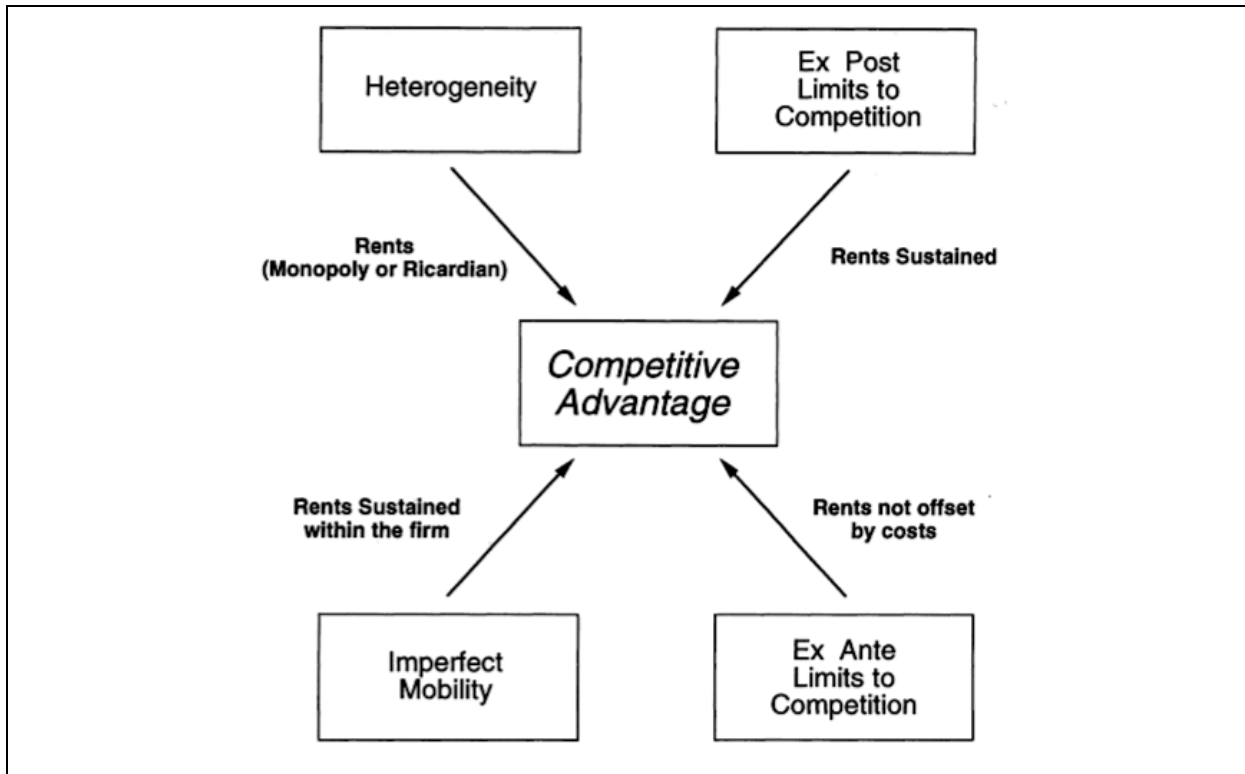 Heterogeneity
Ex Post
Limits to
Competition
Rents
(Monopoly or Ricardian)
Rents Sustained
Competitive
Advantage
Rents Sustained
within the firm
Rents not offset
by costs
Imperfect
Mobility
Ex Ante
Limits to
Competition